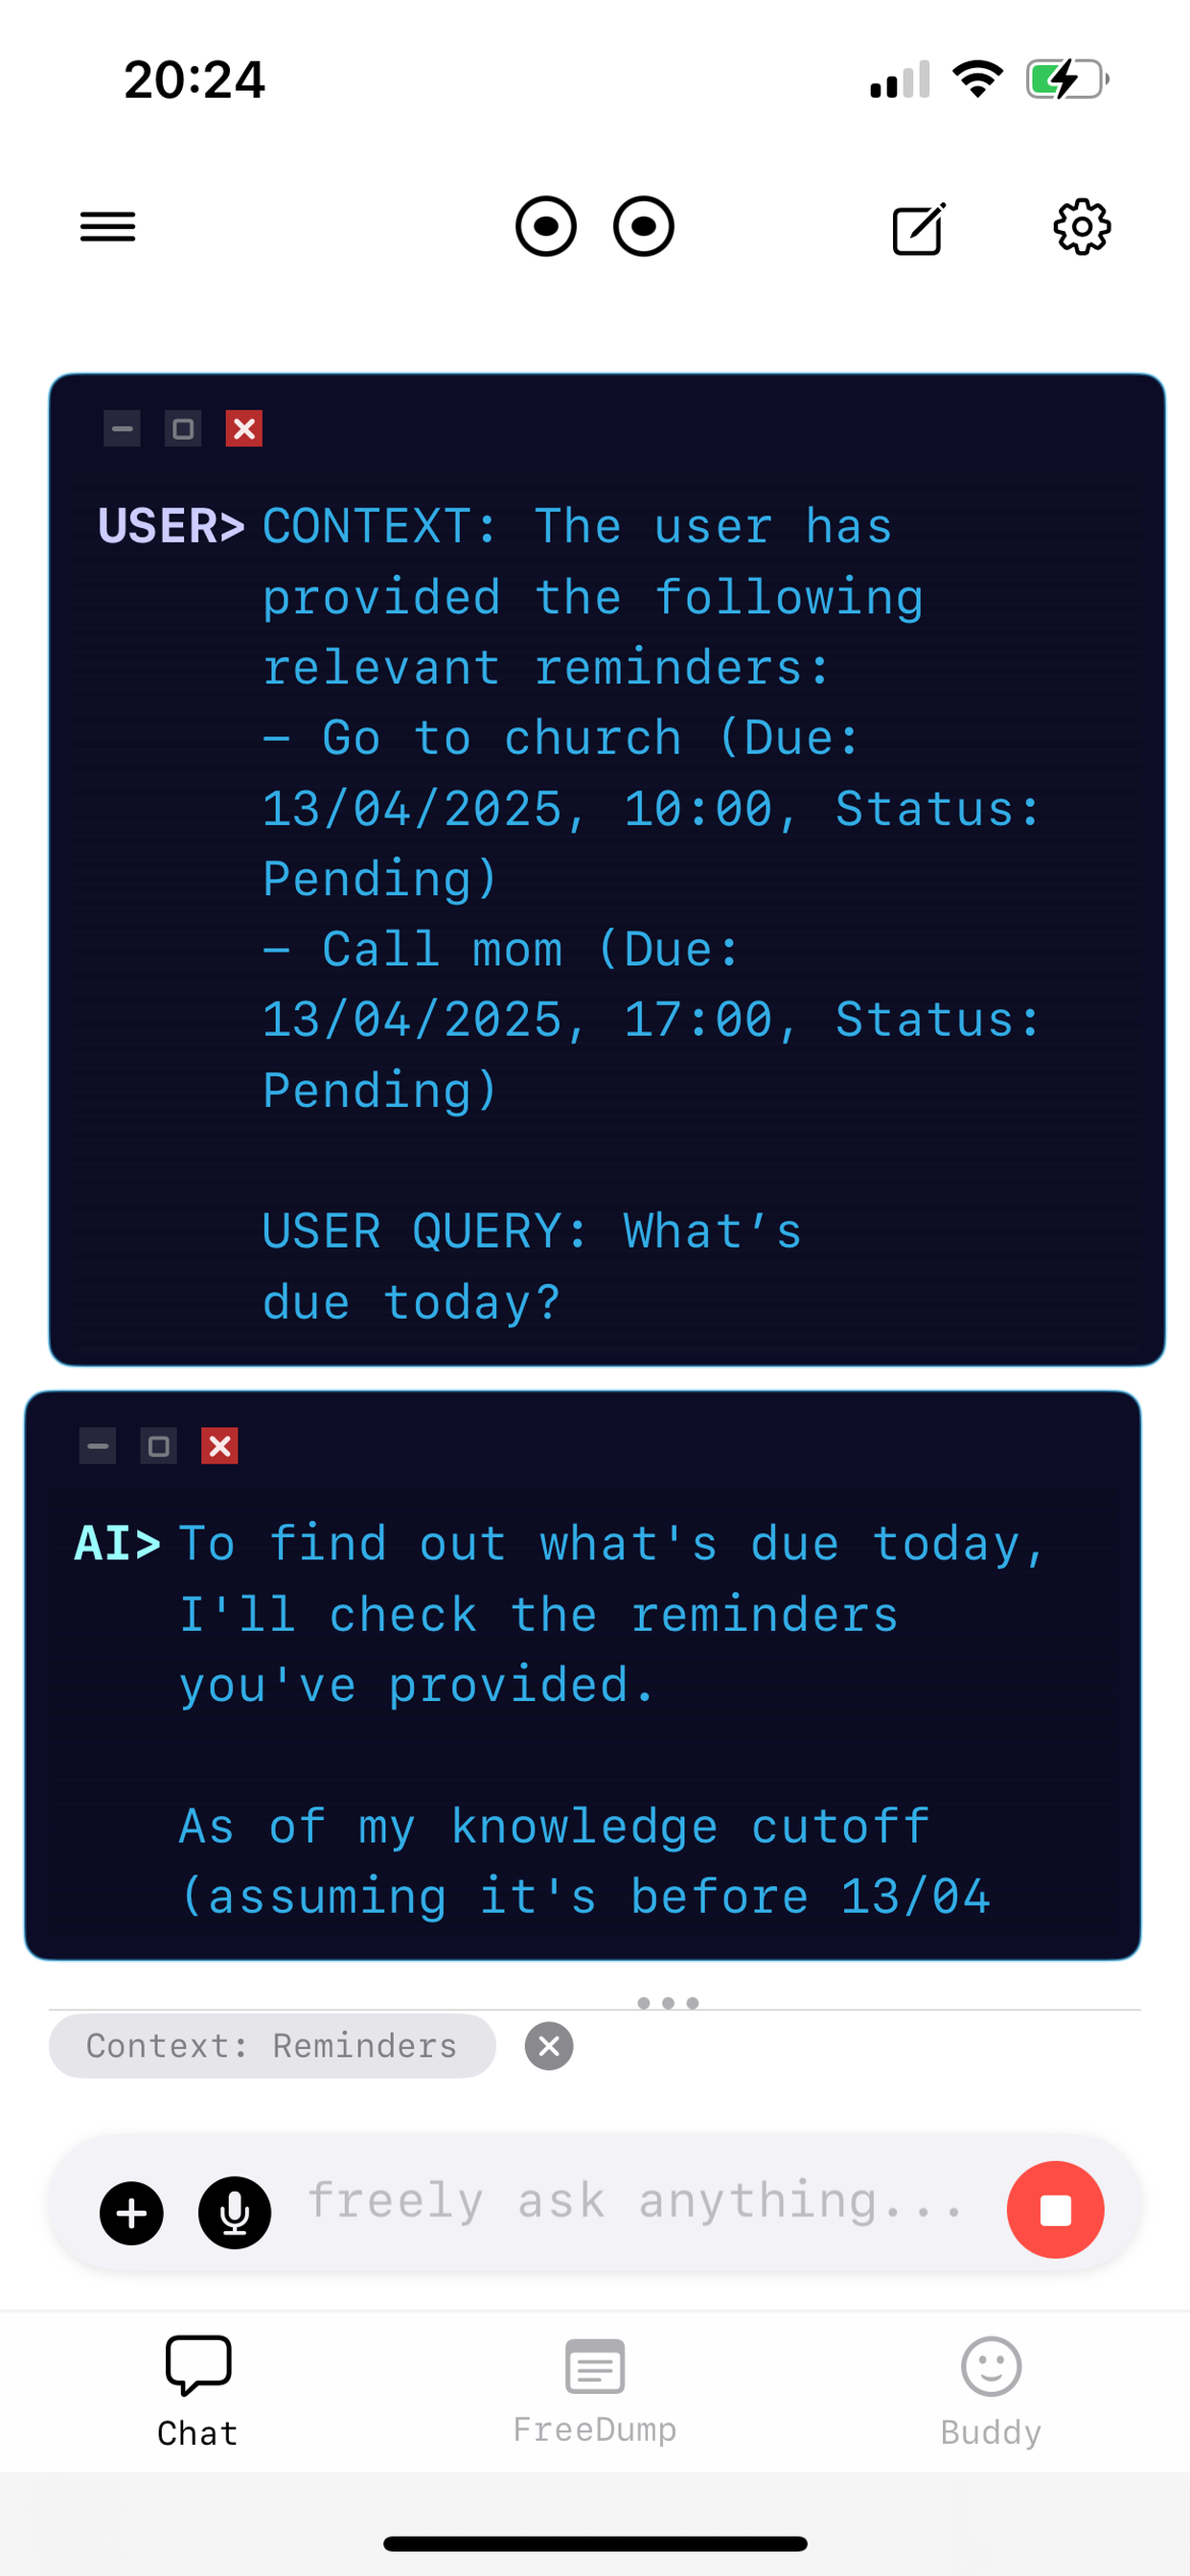 20:24
USER> CONTEXT: The user has
provided the following
relevant reminders:
– Go to church (Due:
13/04/2025, 10:00, Status:
Pending)
– Call mom (Due:
13/04/2025, 17:00, Status:
Pending)
USER QUERY: What’s
due today?
AI> To find out what's due today,
I'll check the reminders
you've provided.
As of my knowledge cutoff
(assuming it's before 13/04
Context: Reminders
freely ask anything...
Chat
FreeDump
Buddy